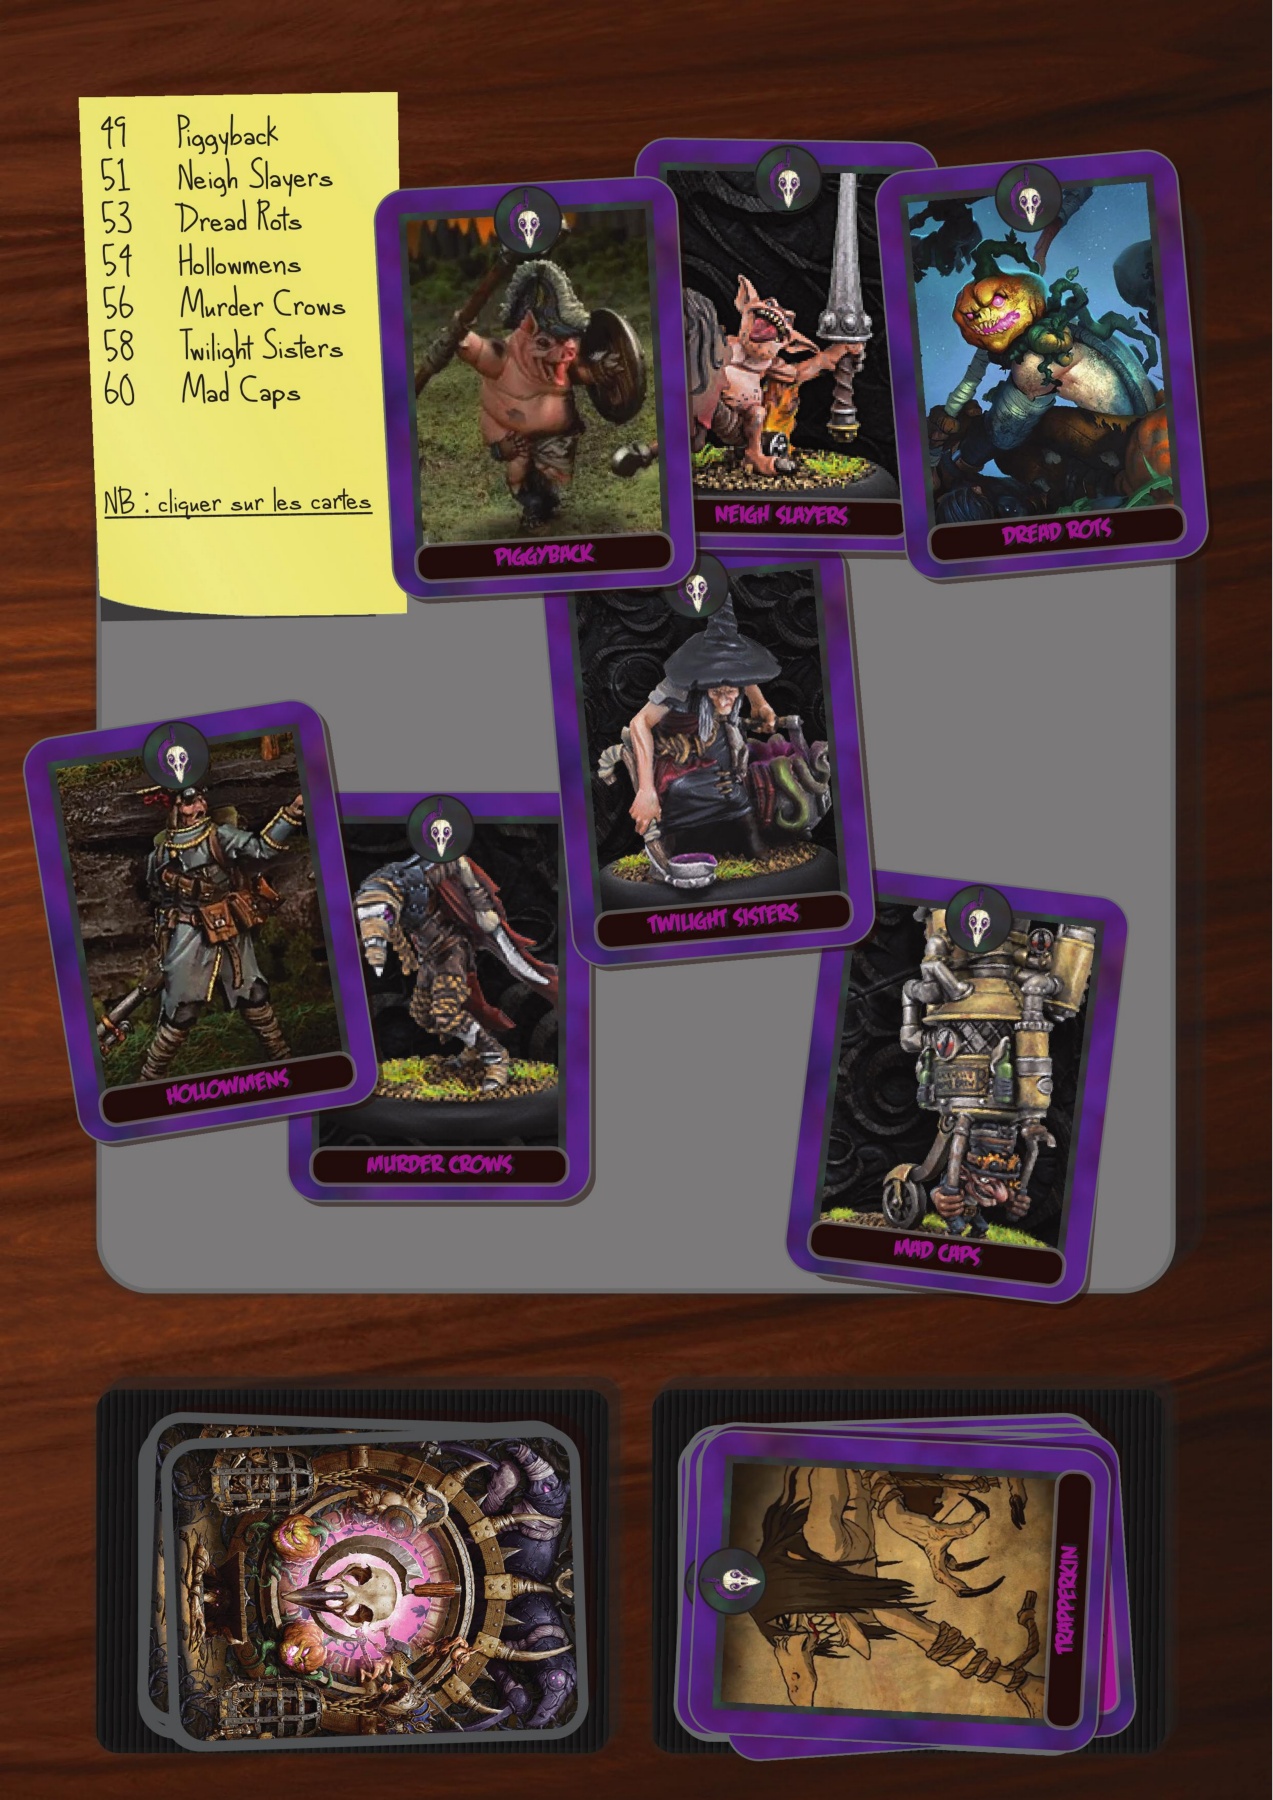 49 Piggyback
51 Neigh Slayers
53 Dread Rots
54 Hollowmens
56 Murder Crows
58 Twilight Sisters
60 Mad Caps
NB : cliquer sur les cartes
PIGGYBACK
NEIGH SLAYERS
DREAD ROTS
TWILIGHT SISTERS
HOLLOWMENS
MURDER CROWS
MAD CAPS
TRAPPERKIN